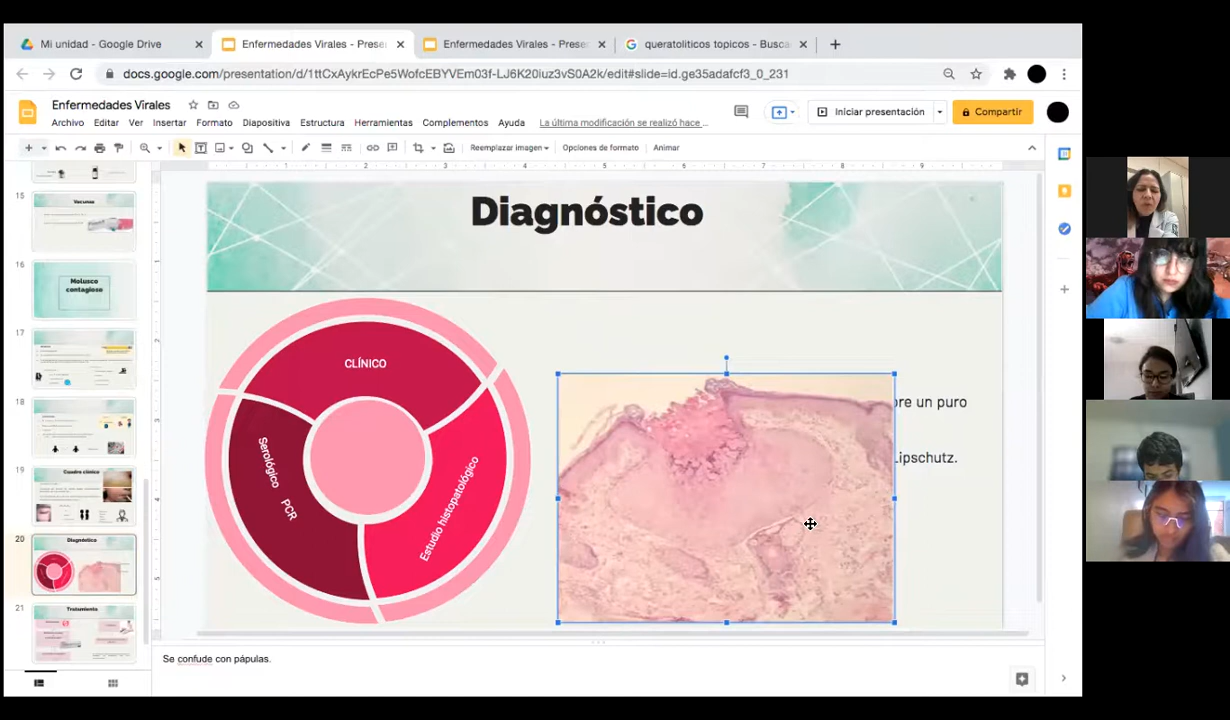 Mi unidad - Google Drive
Enfermedades Virales - Prese
Enfermedades Virales - Prese
queratoliticos topicos - Busca
docs.google.com/presentation/d/1ttCxAykrEcPe5WofcEBYVEm03f-LJ6K20iuz3vS0A2k/edit#slide=id.ge35adafcf3_0_231
Enfermedades Virales
Archivo Editar Ver Insertar Formato Diapositiva Estructura Herramientas Complementos Ayuda La última modificación se realizó hace ...
Iniciar presentación
Compartir
Reemplazar imagen
Opciones de formato
Animar
15
Vacunas
16
Molusco
contagioso
17
18
19
Cuadro clínico
20
Diagnóstico
21
Tratamiento
Diagnóstico
CLÍNICO
Serológico PCR
Estudio histopatológico
re un puro
Lipschutz.
Se confude con pápulas.